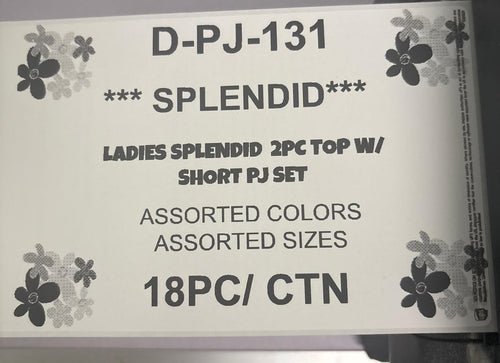 D-PJ-131
*** SPLENDID***
LADIES SPLENDID 2PC TOP W/
SHORT PJ SET
ASSORTED COLORS
ASSORTED SIZES
18PC/ CTN